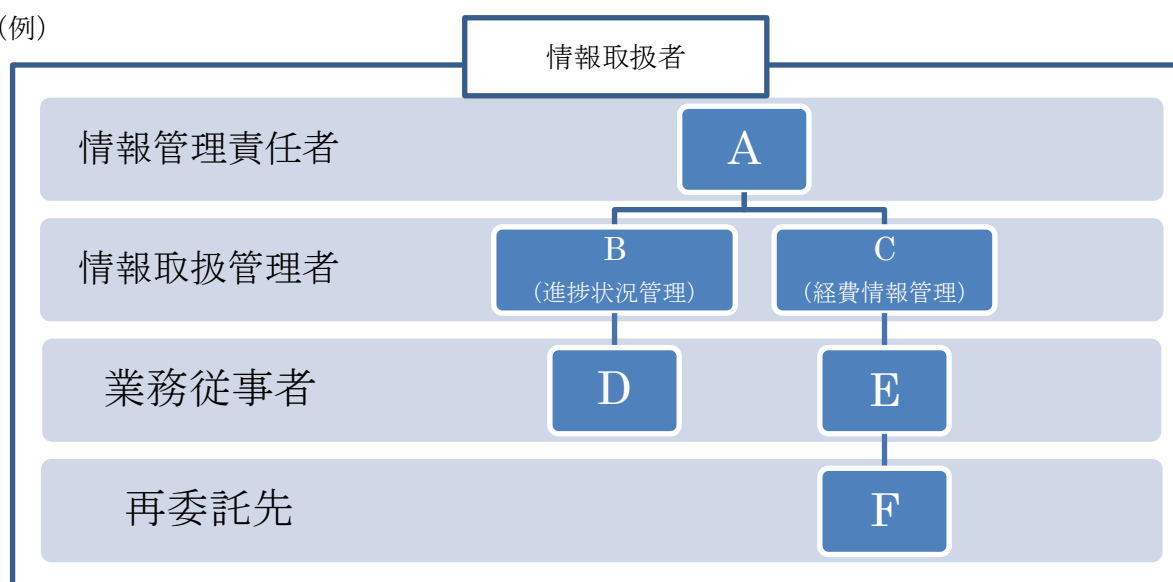 (例)
情報取扱者
情報管理責任者
A
情報取扱管理者
B
(進捗状況管理)
C
(経費情報管理)
業務従事者
D
E
再委託先
F